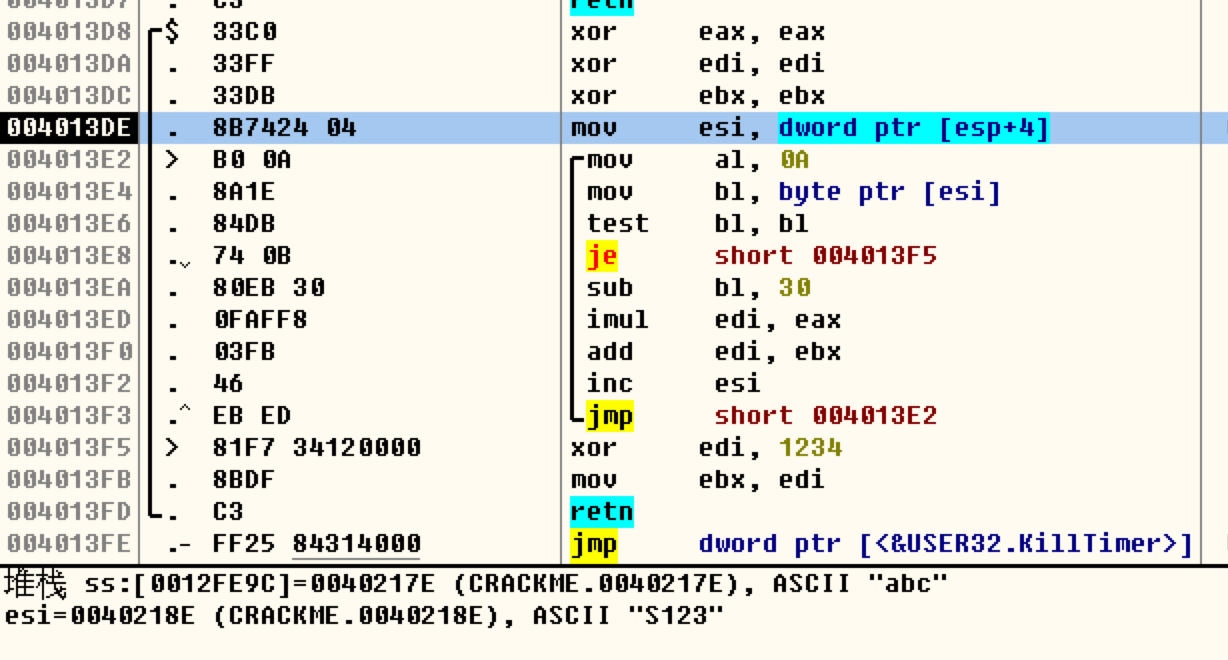 004013D7 . C3 retn
004013D8 $ 33C0 xor eax, eax
004013DA . 33FF xor edi, edi
004013DC . 33DB xor ebx, ebx
004013DE . 8B7424 04 mov esi, dword ptr [esp+4]
004013E2 > B0 0A mov al, 0A
004013E4 . 8A1E mov bl, byte ptr [esi]
004013E6 . 84DB test bl, bl
004013E8 .ˇ 74 0B je short 004013F5
004013EA . 80EB 30 sub bl, 30
004013ED . 0FAFF8 imul edi, eax
004013F0 . 03FB add edi, ebx
004013F2 . 46 inc esi
004013F3 .^ EB ED jmp short 004013E2
004013F5 > 81F7 34120000 xor edi, 1234
004013FB . 8BDF mov ebx, edi
004013FD . C3 retn
004013FE .- FF25 84314000 jmp dword ptr [<&USER32.KillTimer>]
堆栈 ss:[0012FE9C]=0040217E (CRACKME.0040217E), ASCII "abc"
esi=0040218E (CRACKME.0040218E), ASCII "S123"